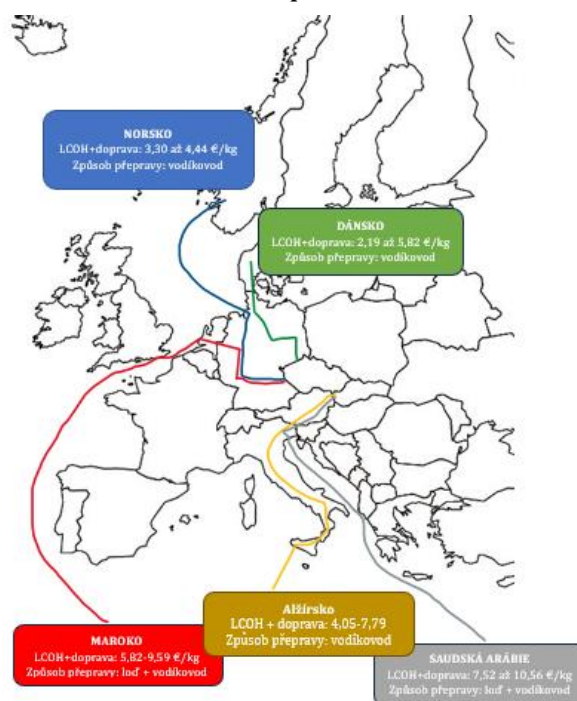 NORSKO
LCOH+doprava: 3,30 až 4,44 €/kg
Způsob přepravy: vodíkovod
DÁNSKO
LCOH+doprava: 2,19 až 5,82 €/kg
Způsob přepravy: vodíkovod
Alžírsko
LCOH + doprava: 4,05-7,79
Způsob přepravy: vodíkovod
MAROKO
LCOH+doprava: 5,82-9,59 €/kg
Způsob přepravy: loď + vodíkovod
SAUDSKÁ ARÁBIE
LCOH+doprava: 7,52 až 10,56 €/kg
Způsob přepravy: loď + vodíkovod